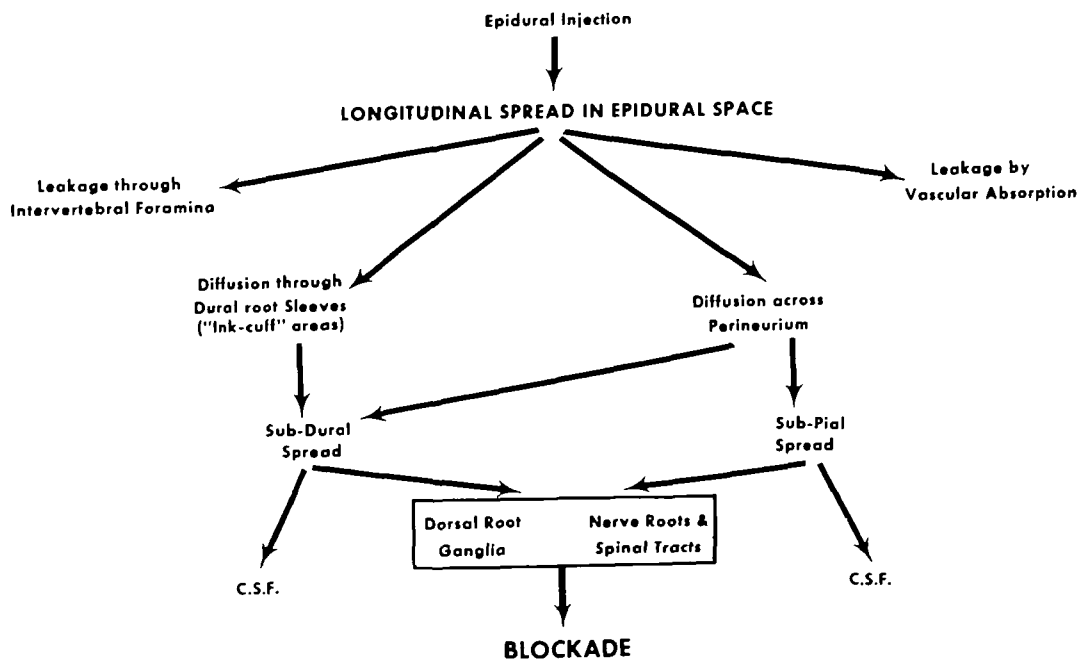 Epidural Injection
LONGITUDINAL SPREAD IN EPIDURAL SPACE
Leakage through
Intervertebral Foramina
Leakage by
Vascular Absorption
Diffusion through
Dural root Sleeves
("Ink-cuff" areas)
Diffusion across
Perineurium
Sub-Dural
Spread
Sub-Pial
Spread
Dorsal Root
Ganglia
Nerve Roots &
Spinal Tracts
C.S.F.
C.S.F.
BLOCKADE